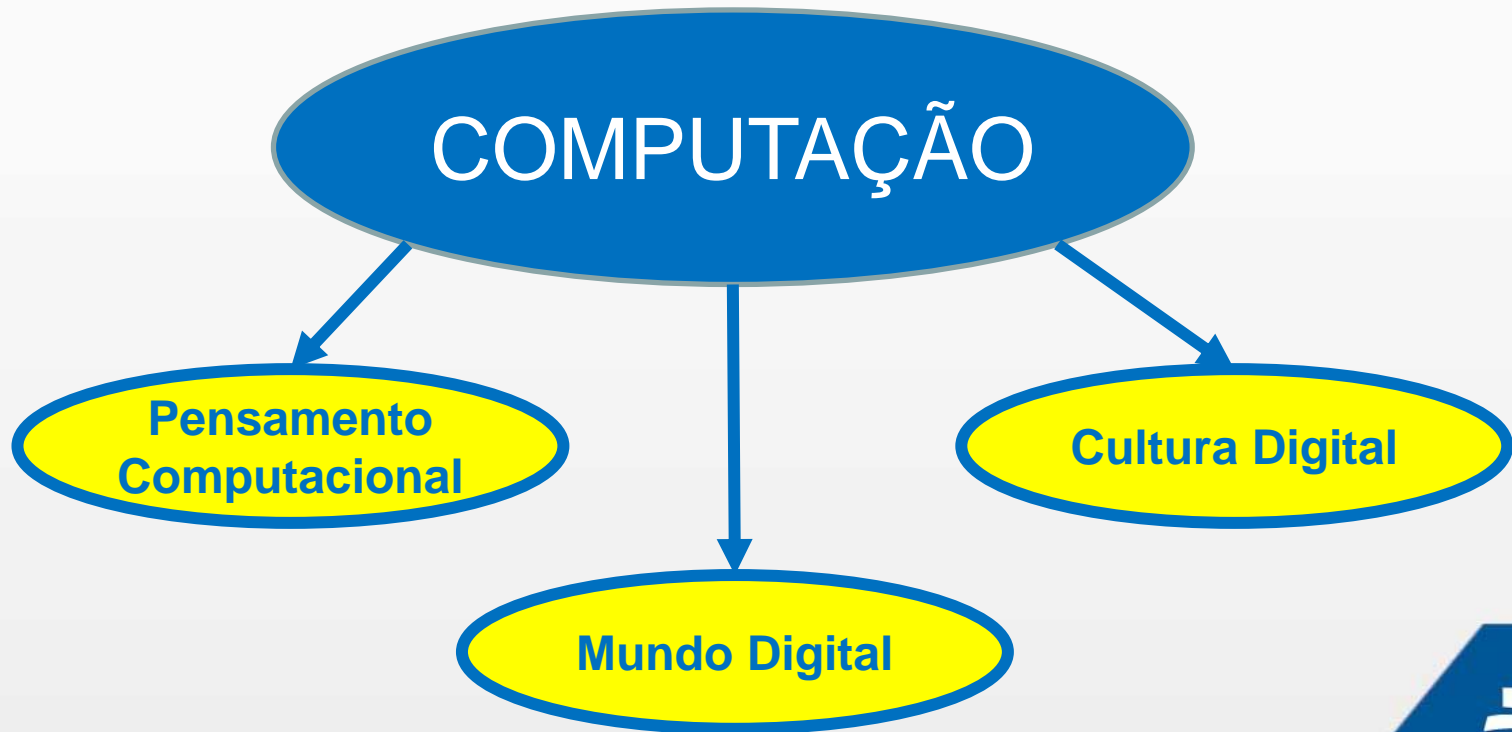 COMPUTAÇÃO
Pensamento
Computacional
Cultura Digital
Mundo Digital